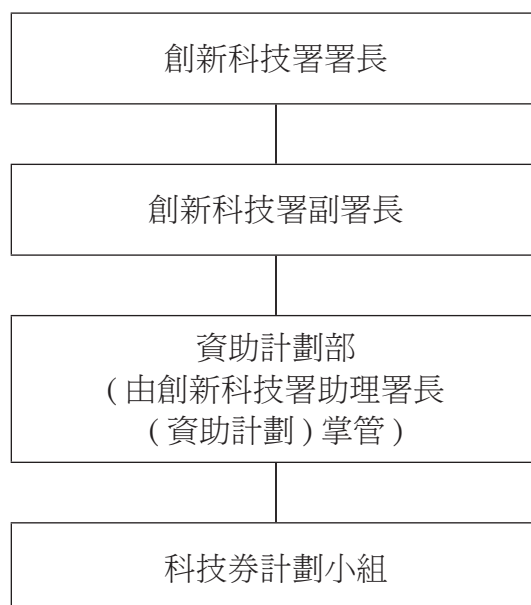 創新科技署署長
創新科技署副署長
資助計劃部
( 由創新科技署助理署長
( 資助計劃 ) 掌管 )
科技券計劃小組